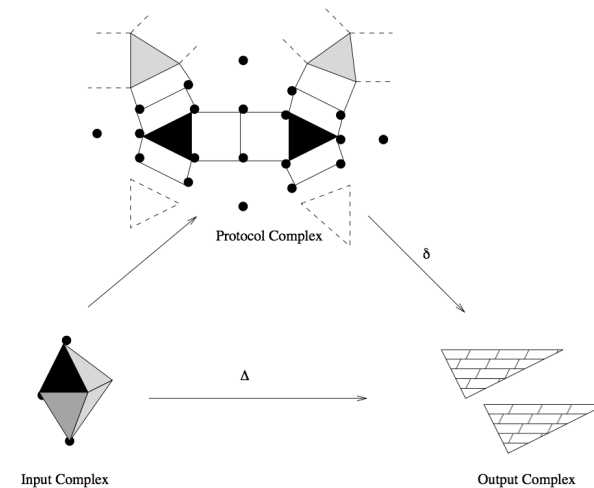 Protocol Complex
δ
Δ
Input Complex
Output Complex